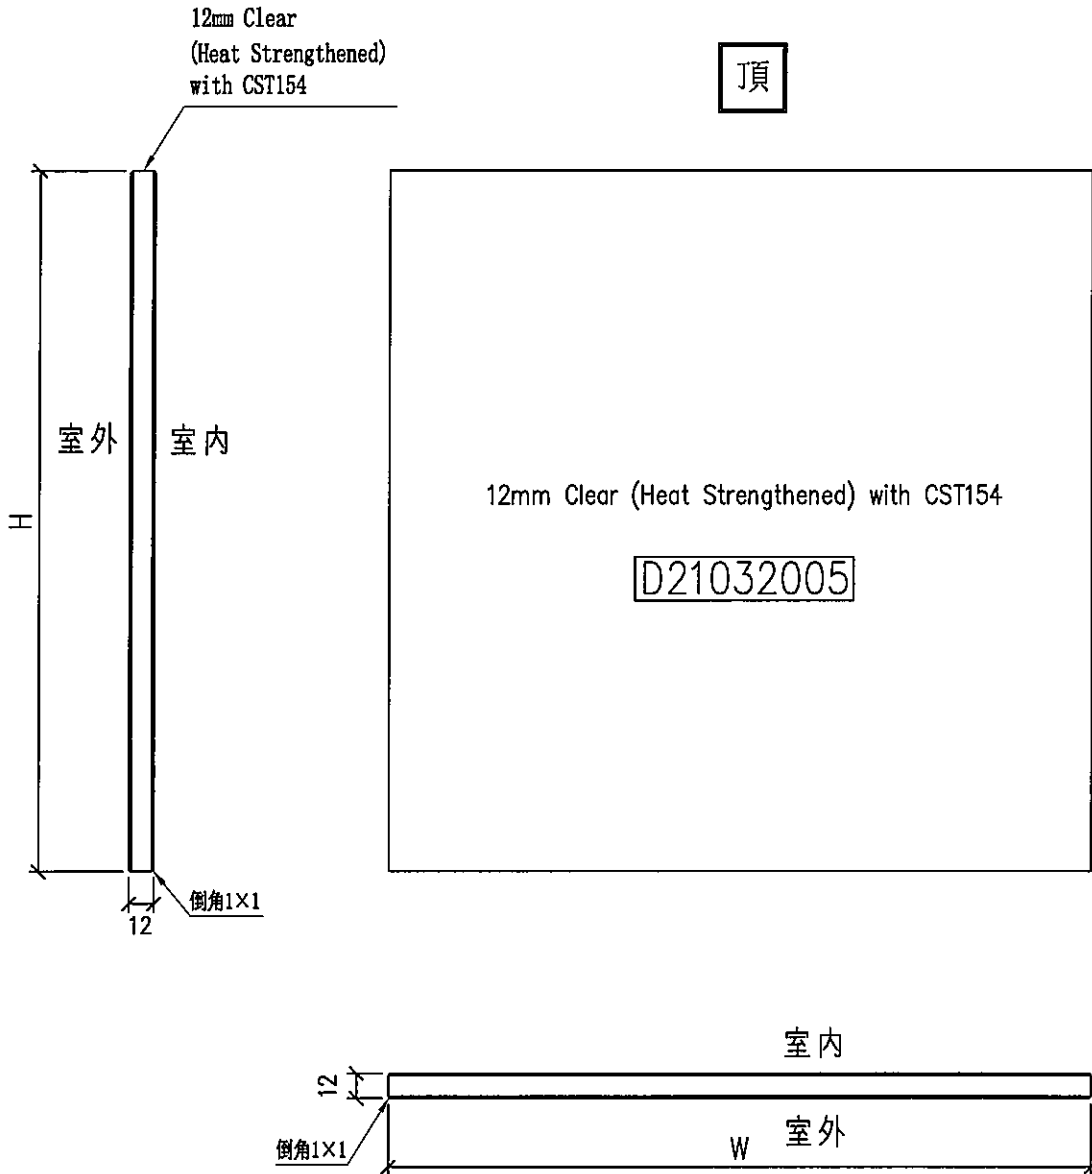 12mm Clear
(Heat Strengthened)
with CST154
頂
室外
室内
H
12mm Clear (Heat Strengthened) with CST154
D21032005
倒角1×1
12
室内
12
倒角1×1
室外
W